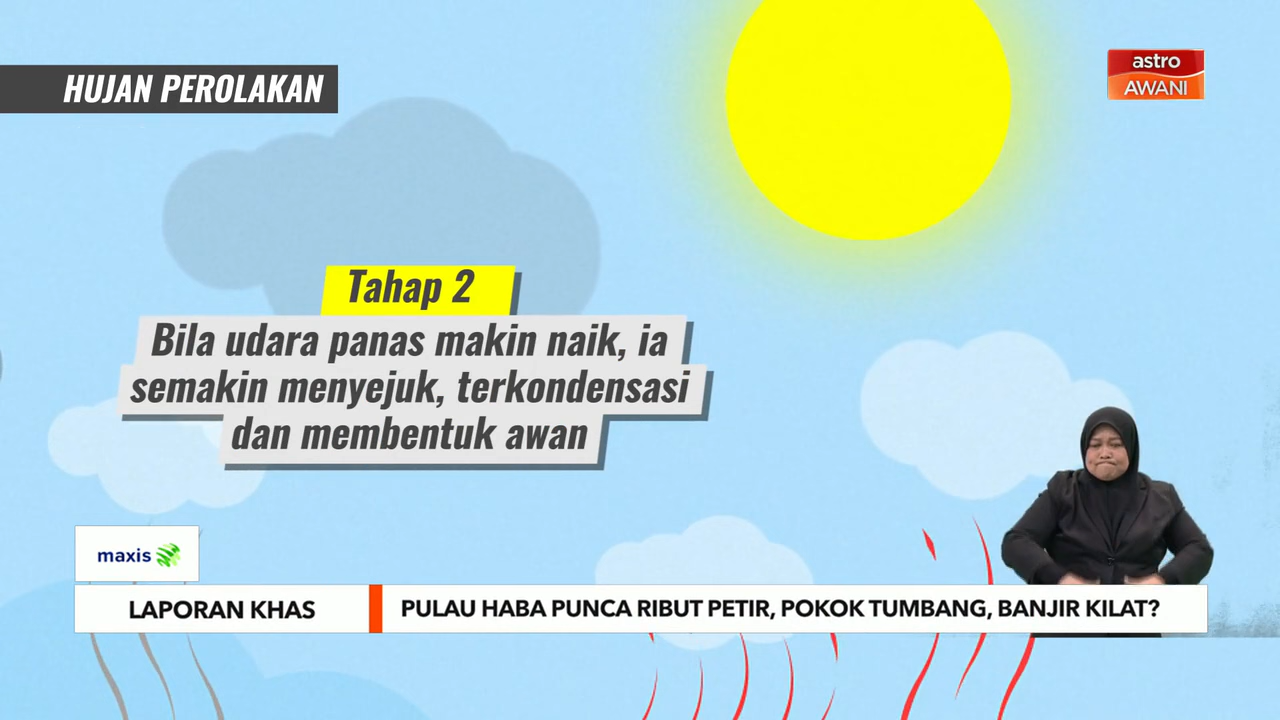 HUJAN PEROLAKAN
astro
AWANI
Tahap 2
Bila udara panas makin naik, ia
semakin menyejuk, terkondensasi
dan membentuk awan
maxis
LAPORAN KHAS
PULAU HABA PUNCA RIBUT PETIR, POKOK TUMBANG, BANJIR KILAT?